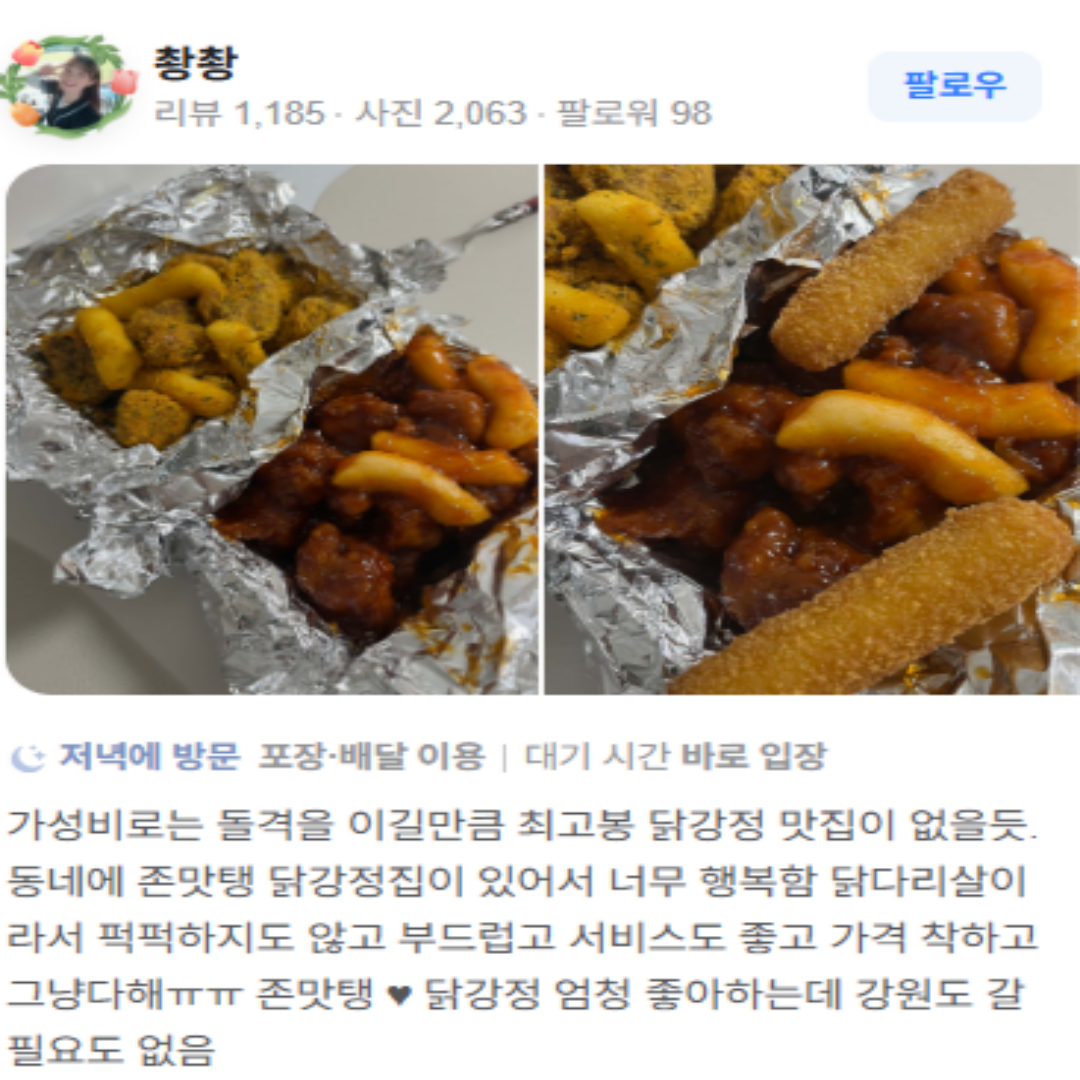 촹촹
리뷰 1,185 · 사진 2,063 · 팔로워 98
팔로우
저녁에 방문 포장·배달 이용 | 대기 시간 바로 입장
가성비로는 돌격을 이길만큼 최고봉 닭강정 맛집이 없을듯.
동네에 존맛탱 닭강정집이 있어서 너무 행복함 닭다리살이
라서 퍽퍽하지도 않고 부드럽고 서비스도 좋고 가격 착하고
그냥다해ㅠㅠ 존맛탱 ♥ 닭강정 엄청 좋아하는데 강원도 갈
필요도 없음